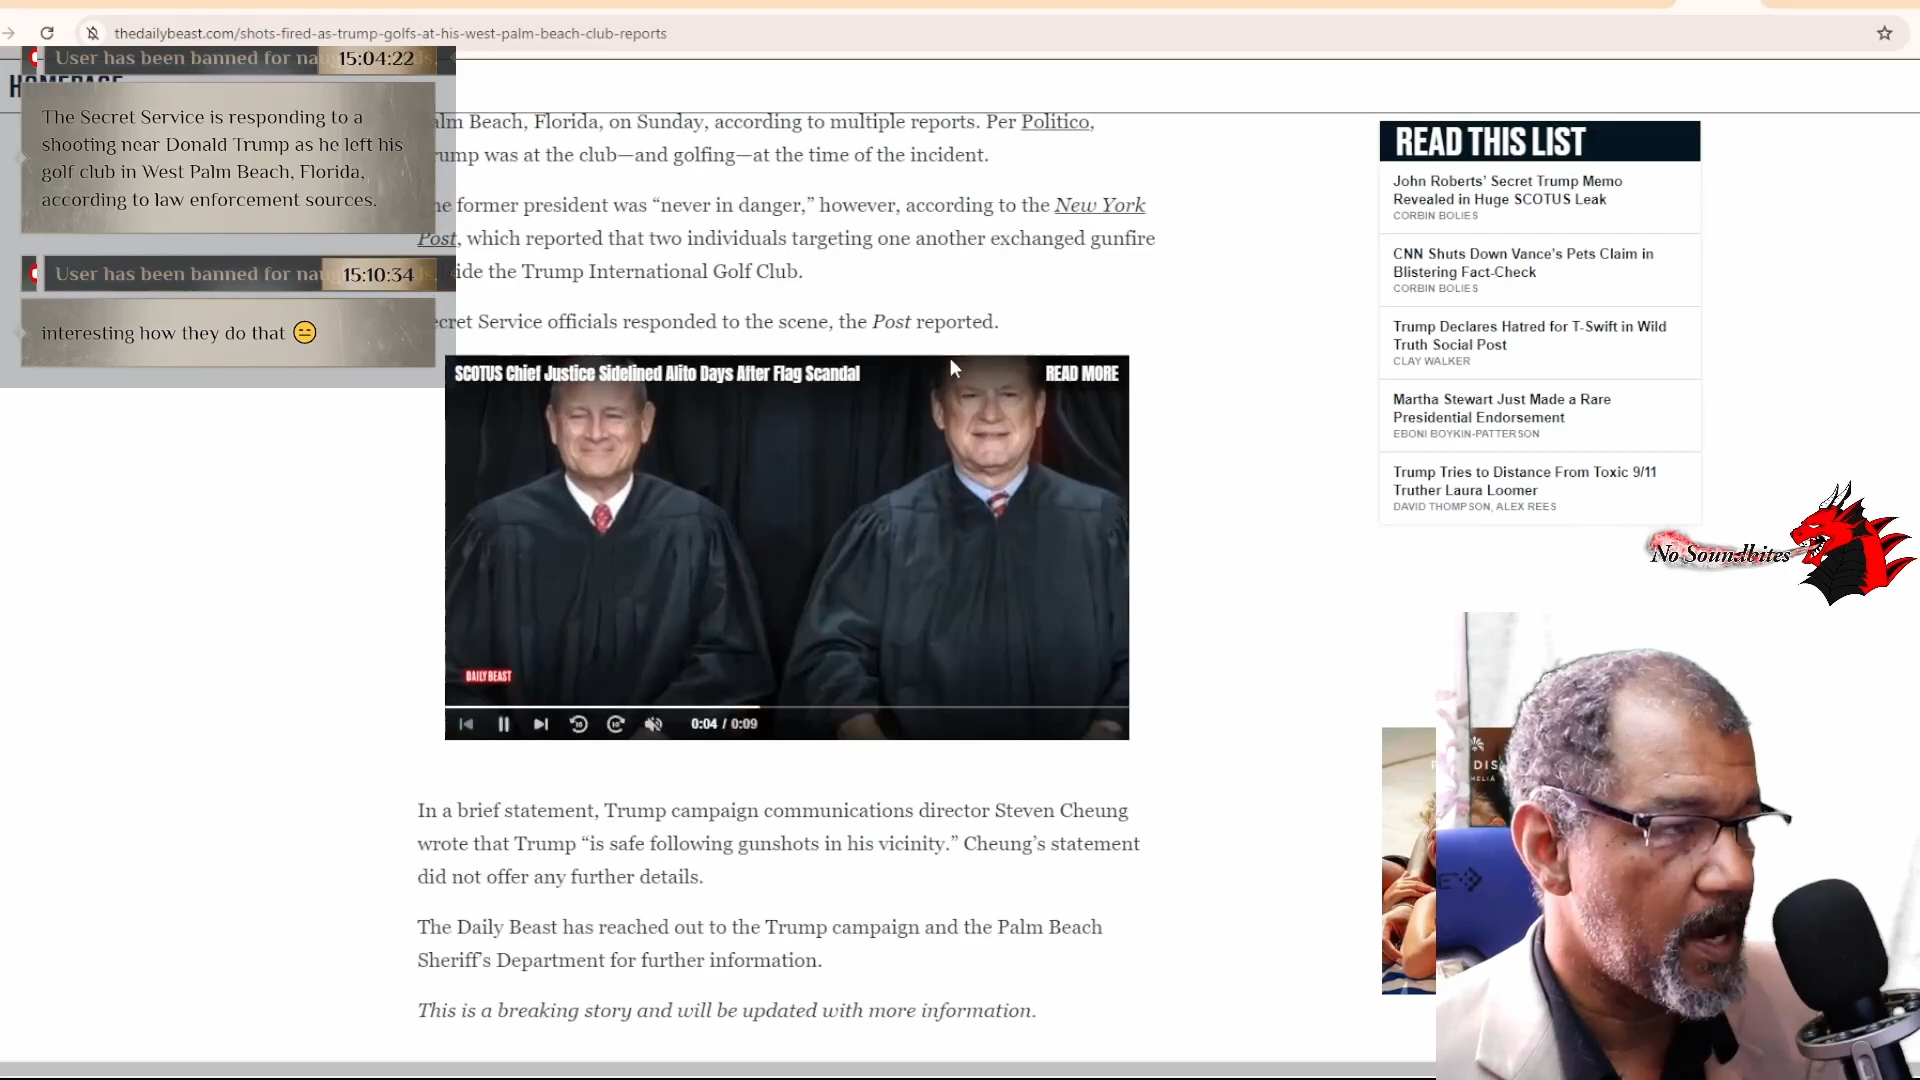 thedailybeast.com/shots-fired-as-trump-golfs-at-his-west-palm-beach-club-reports
User has been banned for
15:04:22
The Secret Service is responding to a
shooting near Donald Trump as he left his
golf club in West Palm Beach, Florida,
according to law enforcement sources.
User has been banned for
15:10:34
interesting how they do that 😑
Beach, Florida, on Sunday, according to multiple reports. Per Politico,
was at the club—and golfing—at the time of the incident.
former president was “never in danger,” however, according to the New York
Post, which reported that two individuals targeting one another exchanged gunfire
the Trump International Golf Club.
Service officials responded to the scene, the Post reported.
SCOTUS Chief Justice Sidelined Alito Days After Flag Scandal
READ MORE
DAILY BEAST
0:04 / 0:09
In a brief statement, Trump campaign communications director Steven Cheung
wrote that Trump “is safe following gunshots in his vicinity.” Cheung’s statement
did not offer any further details.
The Daily Beast has reached out to the Trump campaign and the Palm Beach
Sheriff’s Department for further information.
This is a breaking story and will be updated with more information.
READ THIS LIST
John Roberts’ Secret Trump Memo
Revealed in Huge SCOTUS Leak
CORBIN BOLIES
CNN Shuts Down Vance’s Pets Claim in
Blistering Fact-Check
CORBIN BOLIES
Trump Declares Hatred for T-Swift in Wild
Truth Social Post
CLAY WALKER
Martha Stewart Just Made a Rare
Presidential Endorsement
EBONI BOYKIN-PATTERSON
Trump Tries to Distance From Toxic 9/11
Truther Laura Loomer
DAVID THOMPSON, ALEX REES
No Soundbites